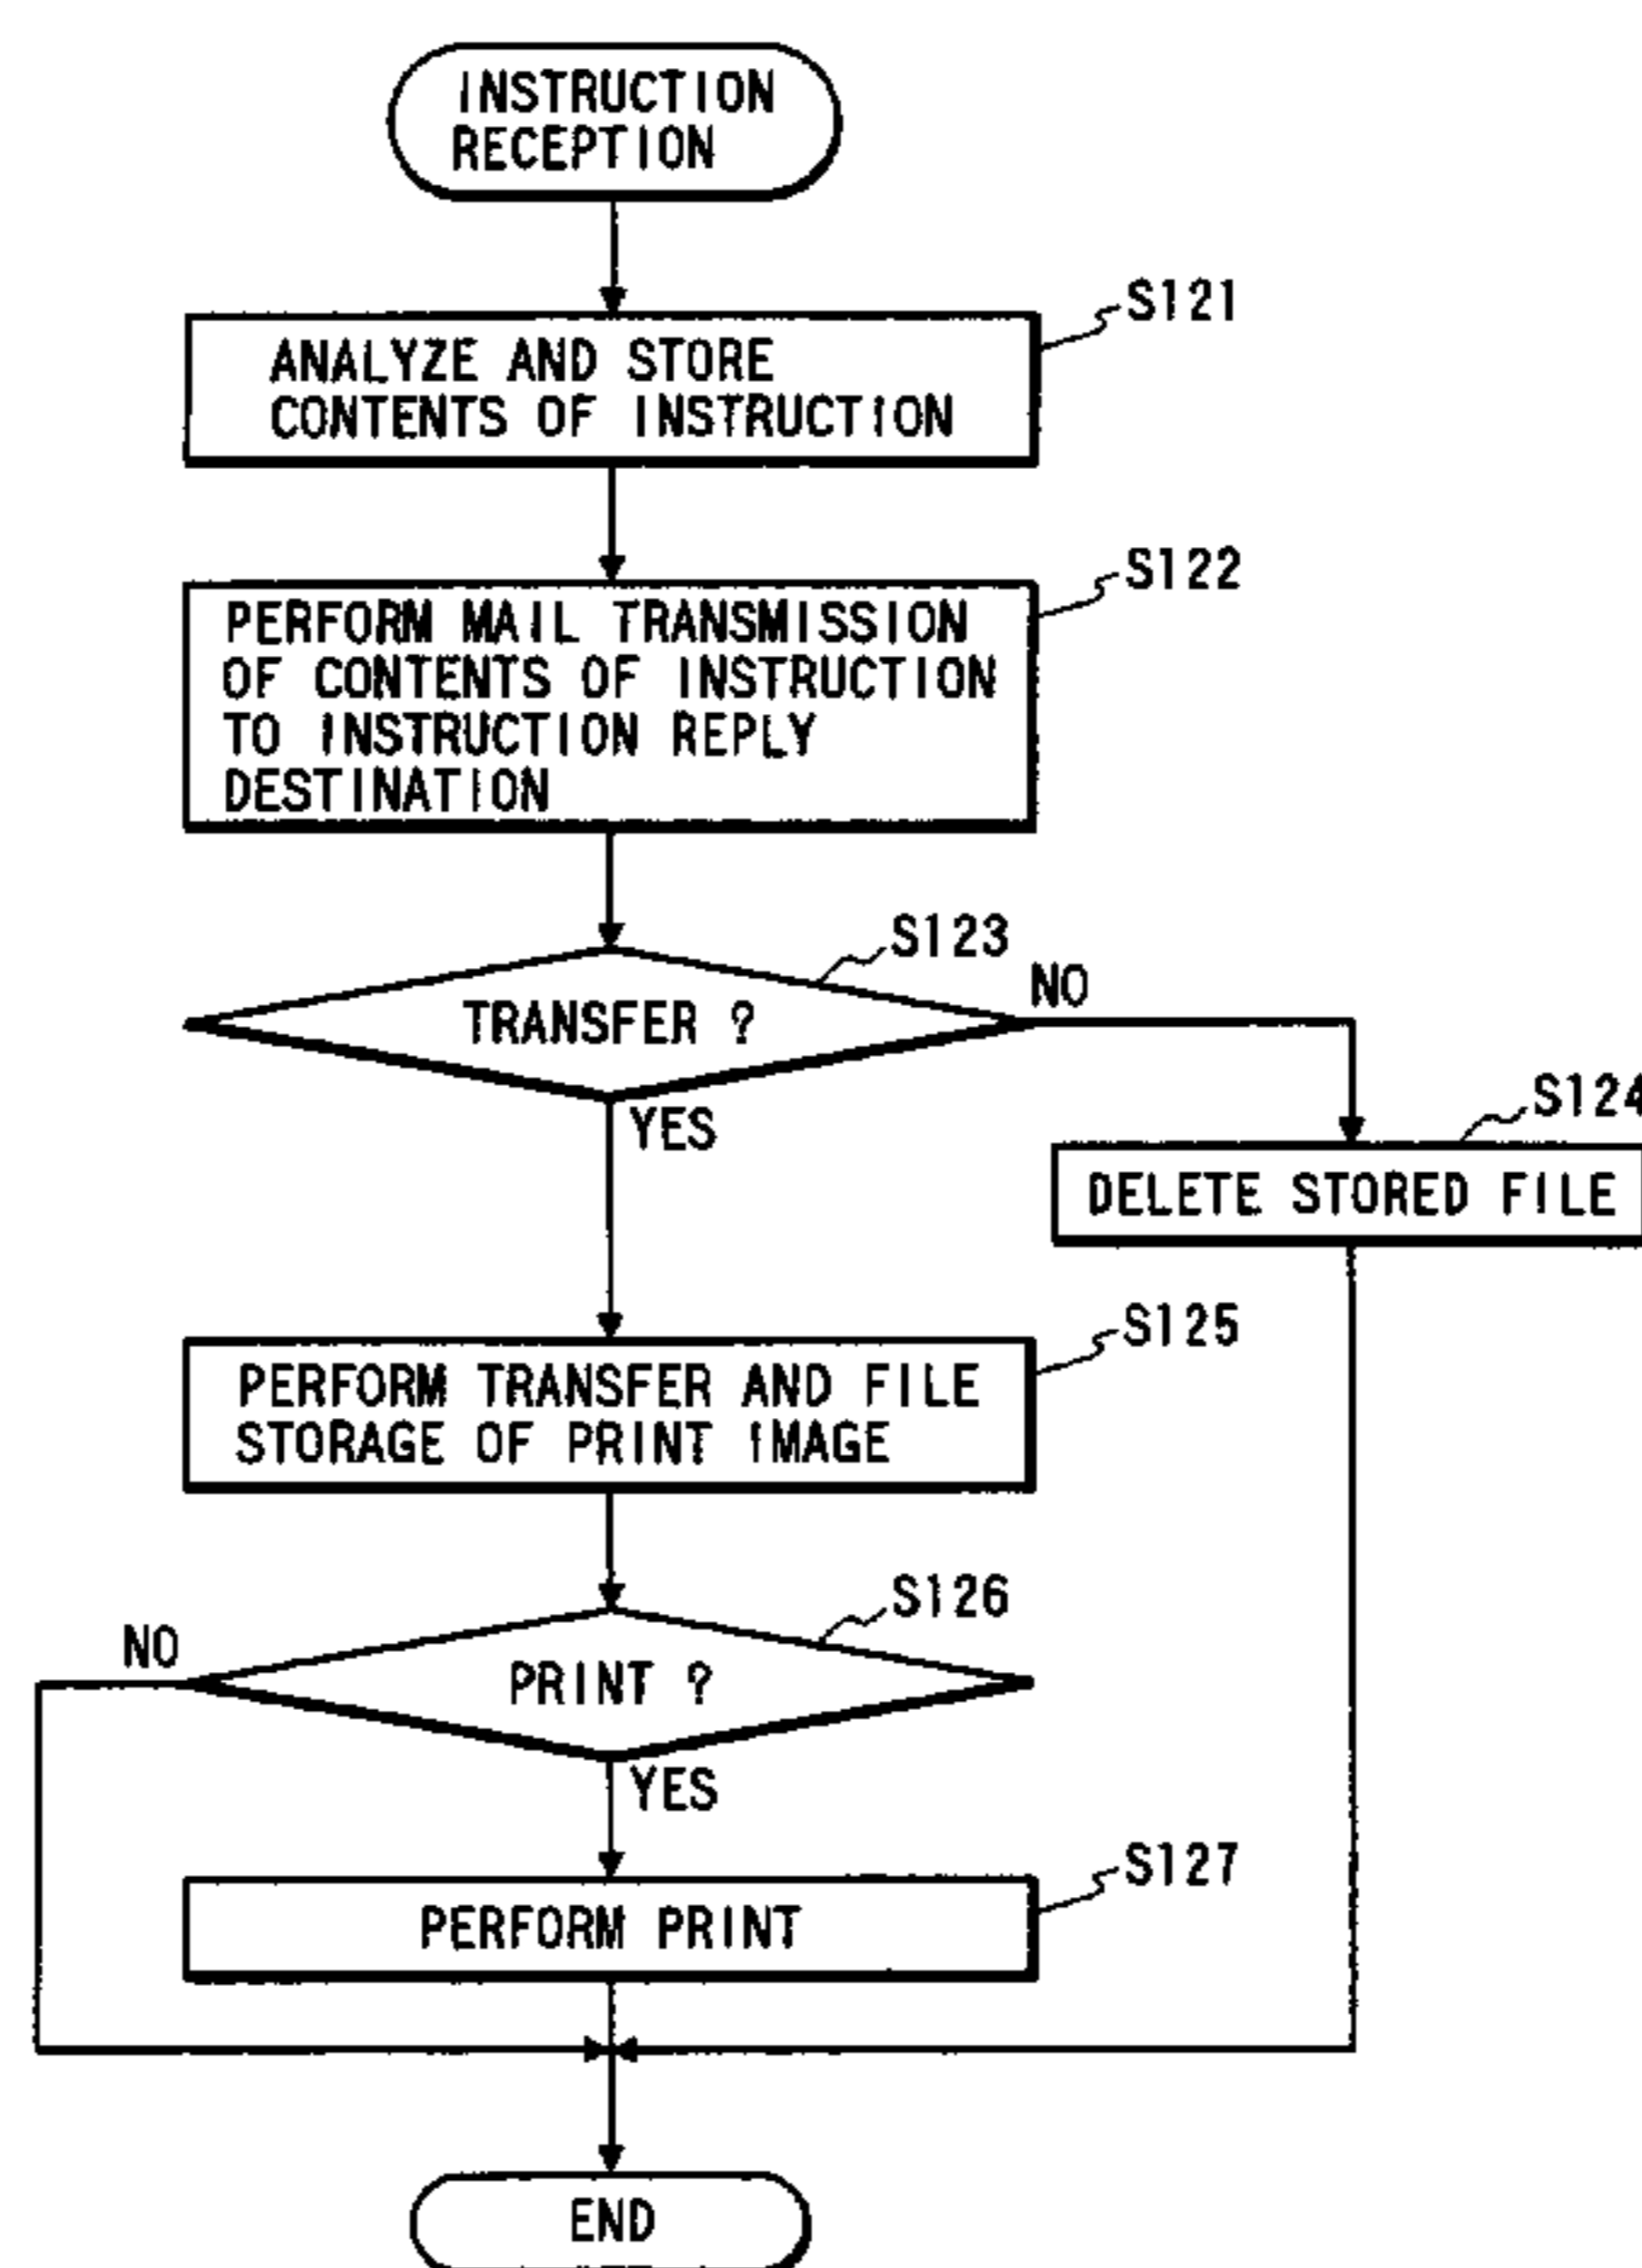 INSTRUCTION
RECEPTION
S121
ANALYZE AND STORE
CONTENTS OF INSTRUCTION
S122
PERFORM MAIL TRANSMISSION
OF CONTENTS OF INSTRUCTION
TO INSTRUCTION REPLY
DESTINATION
S123
TRANSFER ?
NO
YES
S124
DELETE STORED FILE
S125
PERFORM TRANSFER AND FILE
STORAGE OF PRINT IMAGE
S126
NO
PRINT ?
YES
S127
PERFORM PRINT
END